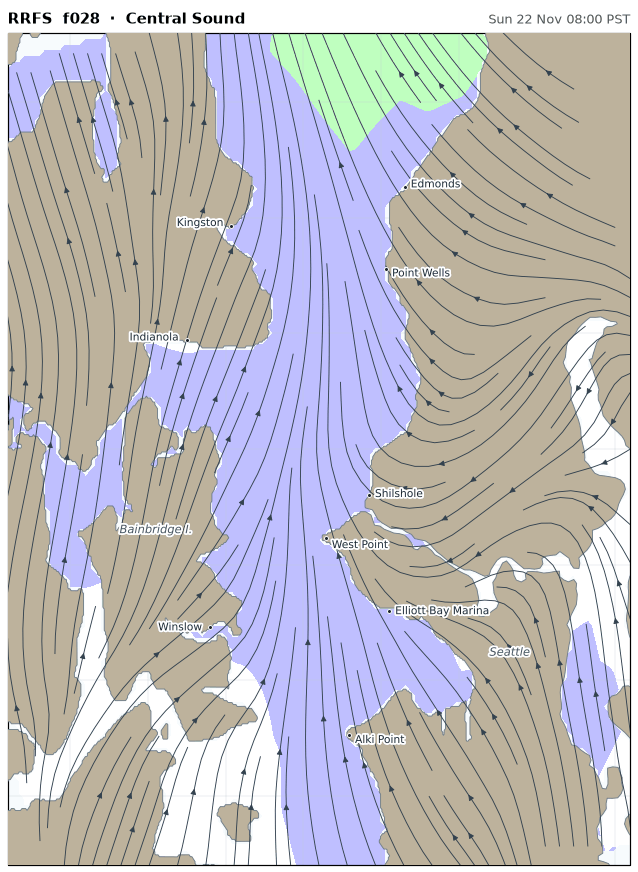 RRFS f028 · Central Sound
Sun 22 Nov 08:00 PST
Edmonds
Kingston
Point Wells
Indianola
Shilshole
Bainbridge I.
West Point
Elliott Bay Marina
Winslow
Seattle
Alki Point